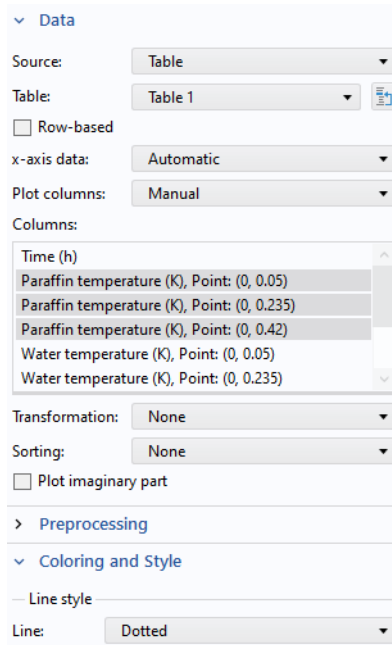 Data
Source: Table
Table: Table 1
Row-based
x-axis data: Automatic
Plot columns: Manual
Columns:
Time (h)
Paraffin temperature (K), Point: (0, 0.05)
Paraffin temperature (K), Point: (0, 0.235)
Paraffin temperature (K), Point: (0, 0.42)
Water temperature (K), Point: (0, 0.05)
Water temperature (K), Point: (0, 0.235)
Transformation: None
Sorting: None
Plot imaginary part
Preprocessing
Coloring and Style
Line style
Line: Dotted